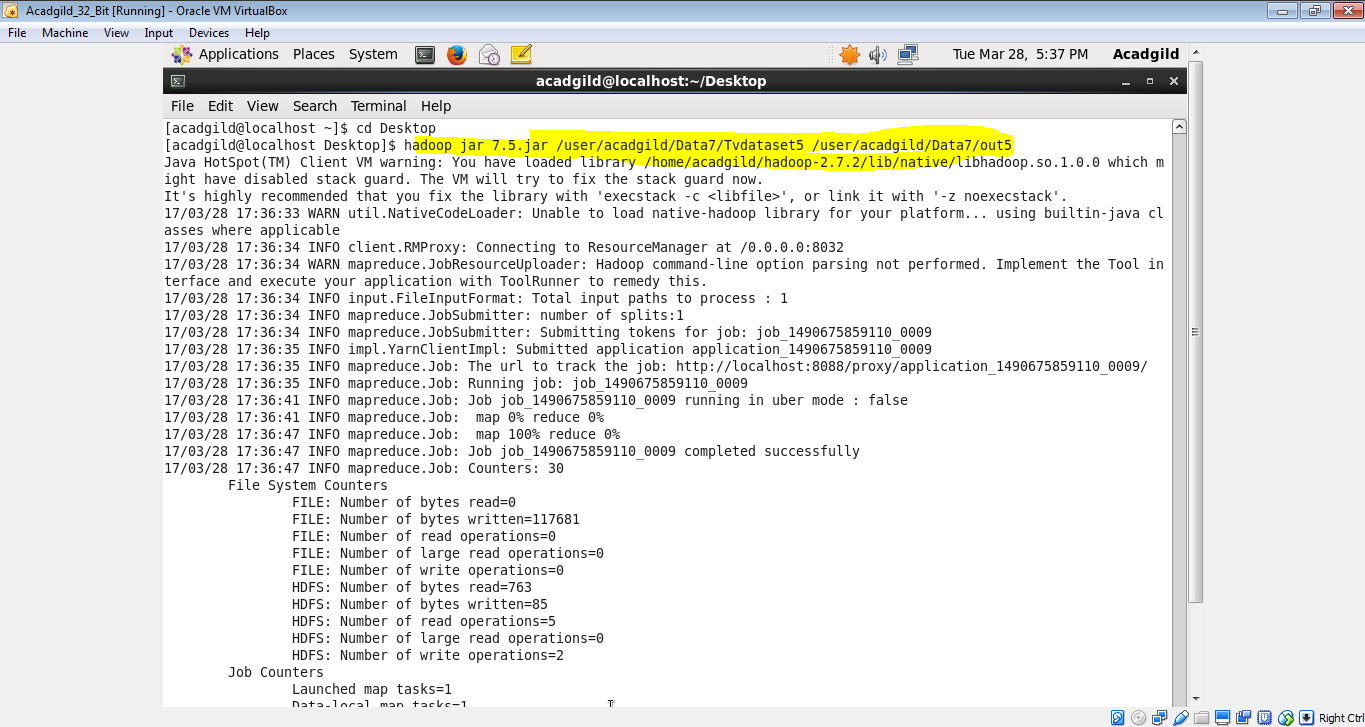 Acadgild_32_Bit [Running] - Oracle VM VirtualBox
File Machine View Input Devices Help
Applications Places System Tue Mar 28, 5:37 PM Acadgild
acadgild@localhost:~/Desktop
File Edit View Search Terminal Help
[acadgild@localhost ~]$ cd Desktop
[acadgild@localhost Desktop]$ hadoop jar 7.5.jar /user/acadgild/Data7/Tvdataset5 /user/acadgild/Data7/out5
Java HotSpot(TM) Client VM warning: You have loaded library /home/acadgild/hadoop-2.7.2/lib/native/libhadoop.so.1.0.0 which m
ight have disabled stack guard. The VM will try to fix the stack guard now.
It's highly recommended that you fix the library with 'execstack -c <libfile>', or link it with '-z noexecstack'.
17/03/28 17:36:33 WARN util.NativeCodeLoader: Unable to load native-hadoop library for your platform... using builtin-java cl
asses where applicable
17/03/28 17:36:34 INFO client.RMProxy: Connecting to ResourceManager at /0.0.0.0:8032
17/03/28 17:36:34 WARN mapreduce.JobResourceUploader: Hadoop command-line option parsing not performed. Implement the Tool in
terface and execute your application with ToolRunner to remedy this.
17/03/28 17:36:34 INFO input.FileInputFormat: Total input paths to process : 1
17/03/28 17:36:34 INFO mapreduce.JobSubmitter: number of splits:1
17/03/28 17:36:34 INFO mapreduce.JobSubmitter: Submitting tokens for job: job_1490675859110_0009
17/03/28 17:36:35 INFO impl.YarnClientImpl: Submitted application application_1490675859110_0009
17/03/28 17:36:35 INFO mapreduce.Job: The url to track the job: http://localhost:8088/proxy/application_1490675859110_0009/
17/03/28 17:36:35 INFO mapreduce.Job: Running job: job_1490675859110_0009
17/03/28 17:36:41 INFO mapreduce.Job: Job job_1490675859110_0009 running in uber mode : false
17/03/28 17:36:41 INFO mapreduce.Job:  map 0% reduce 0%
17/03/28 17:36:47 INFO mapreduce.Job:  map 100% reduce 0%
17/03/28 17:36:47 INFO mapreduce.Job: Job job_1490675859110_0009 completed successfully
17/03/28 17:36:47 INFO mapreduce.Job: Counters: 30
File System Counters
FILE: Number of bytes read=0
FILE: Number of bytes written=117681
FILE: Number of read operations=0
FILE: Number of large read operations=0
FILE: Number of write operations=0
HDFS: Number of bytes read=763
HDFS: Number of bytes written=85
HDFS: Number of read operations=5
HDFS: Number of large read operations=0
HDFS: Number of write operations=2
Job Counters
Launched map tasks=1
Data-local map tasks=1
Right Ctrl